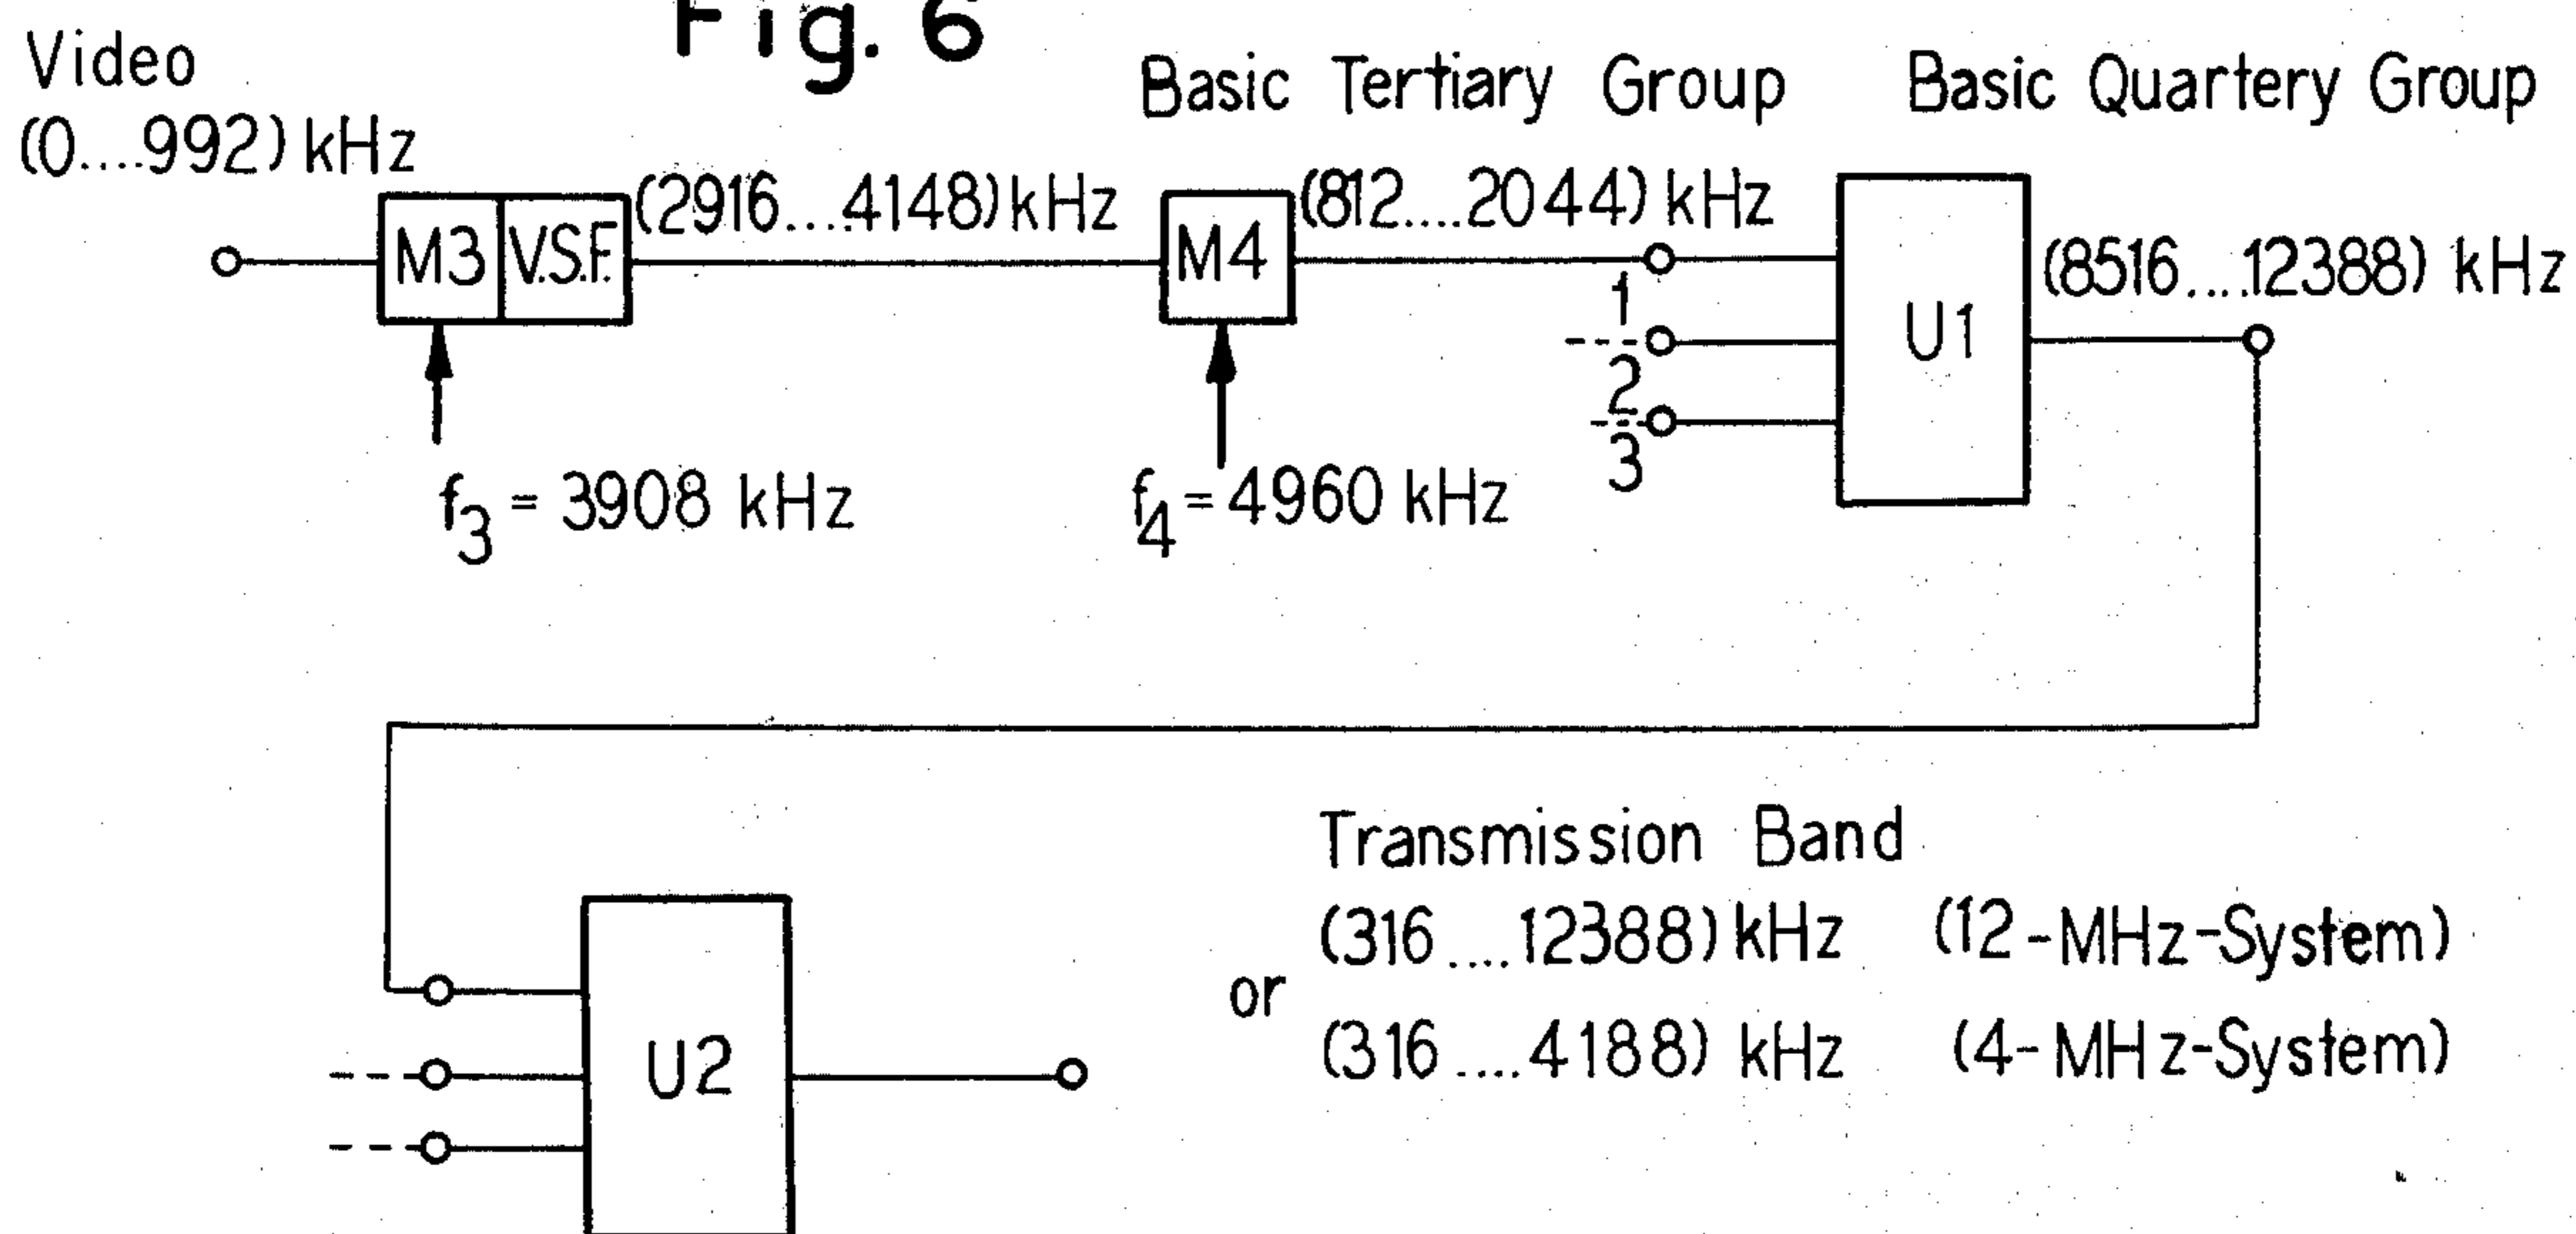 Fig. 6
Video
(0....992) kHz
Basic Tertiary Group
Basic Quartery Group
M3
V.S.F.
(2916....4148) kHz
M4
(812....2044) kHz
1
2
3
U1
(8516....12388) kHz
f3 = 3908 kHz
f4 = 4960 kHz
Transmission Band
(316....12388) kHz (12-MHz-System)
or
(316....4188) kHz (4-MHz-System)
U2